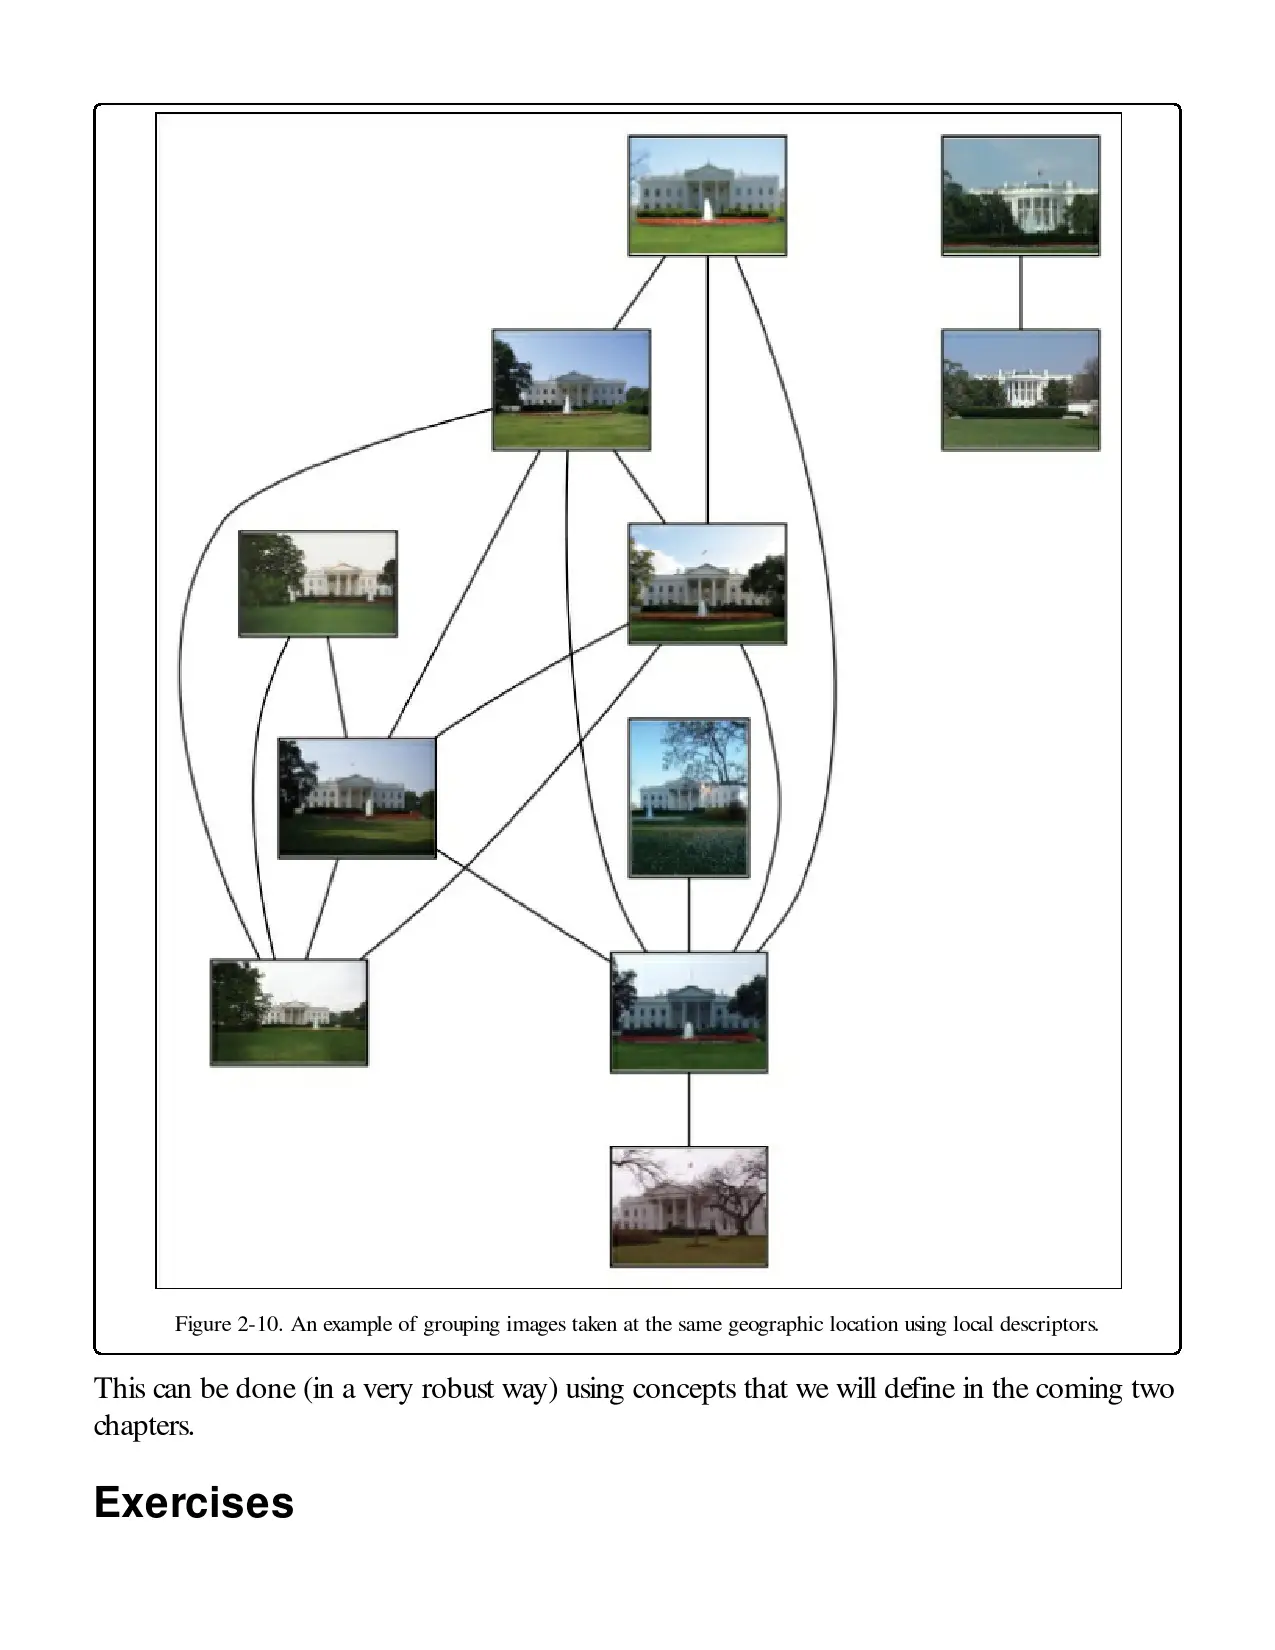 Figure 2-10. An example of grouping images taken at the same geographic location using local descriptors.
This can be done (in a very robust way) using concepts that we will define in the coming two
chapters.
Exercises